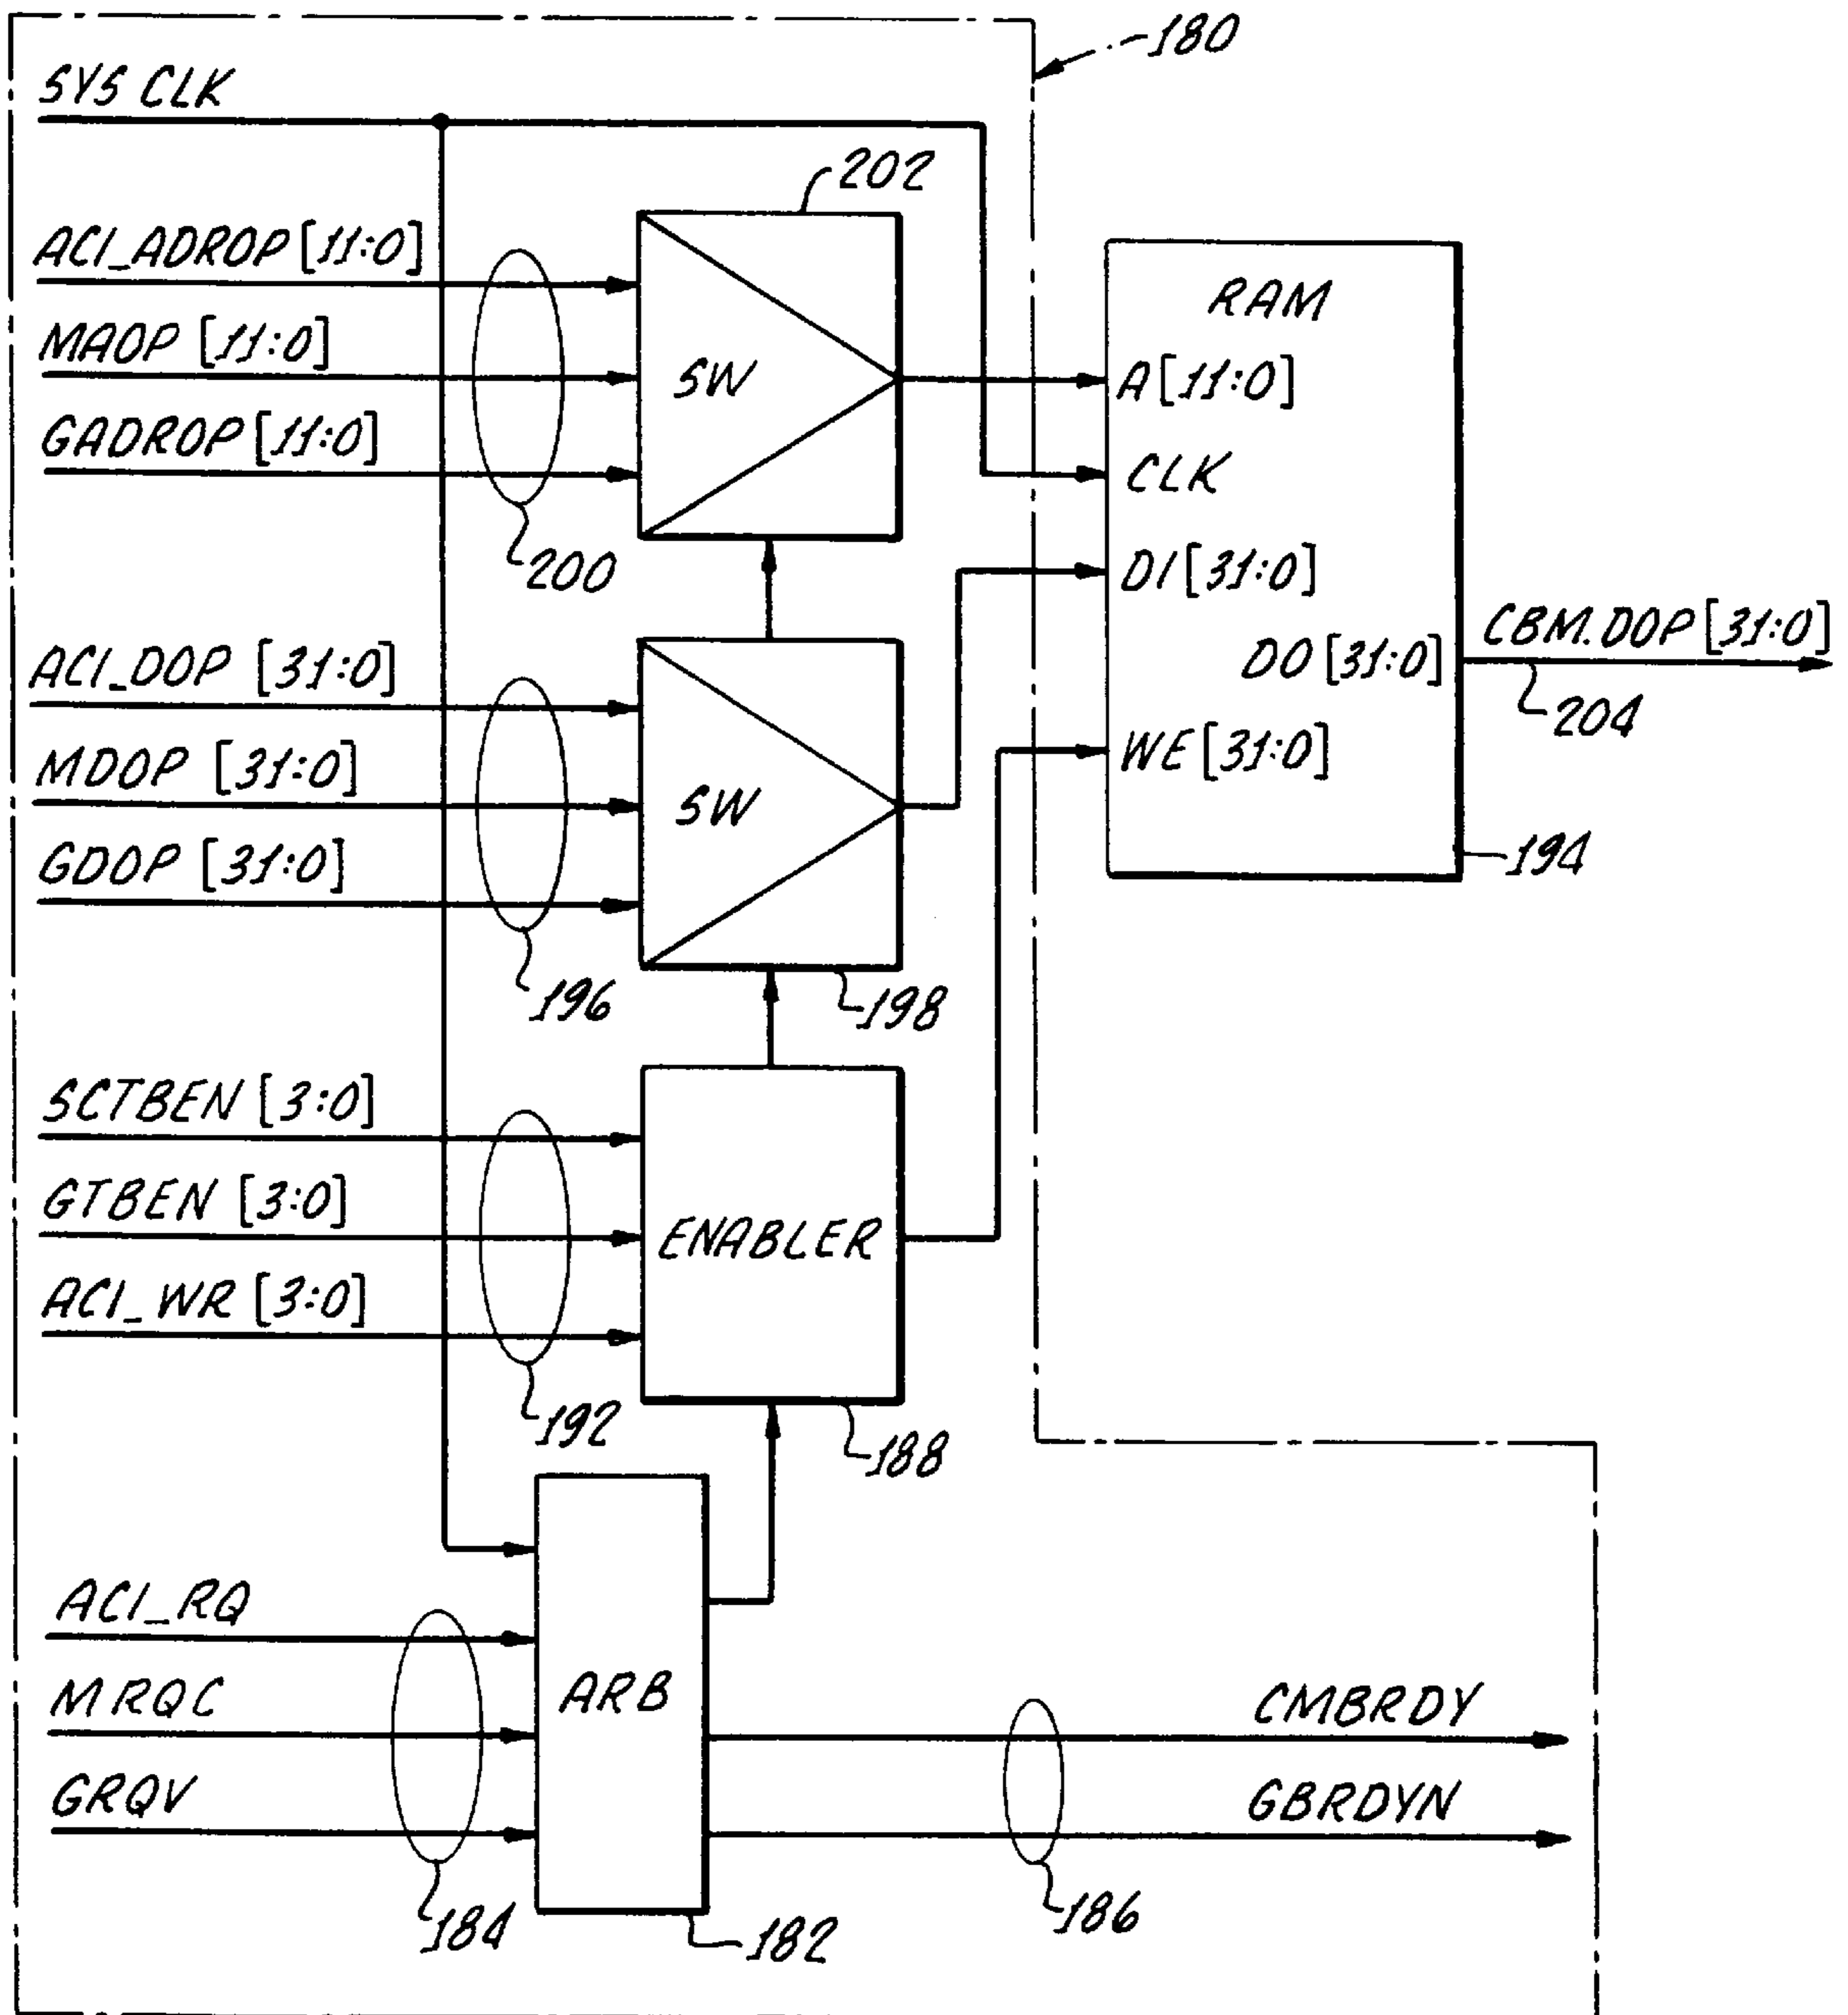 180
SYS CLK
202
ACI_ADROP [11:0]
MAOP [11:0]
GADROP [11:0]
SW
200
RAM
A [11:0]
CLK
DI [31:0]
DO [31:0]
WE [31:0]
194
CBM.DOP [31:0]
204
ACI_DOP [31:0]
MDOP [31:0]
GDOP [31:0]
SW
196
198
SCTBEN [3:0]
GTBEN [3:0]
ACI_WR [3:0]
ENABLER
192
188
ACI_RQ
MRQC
GRQV
ARB
184
182
CMBRDY
GBRDYN
186